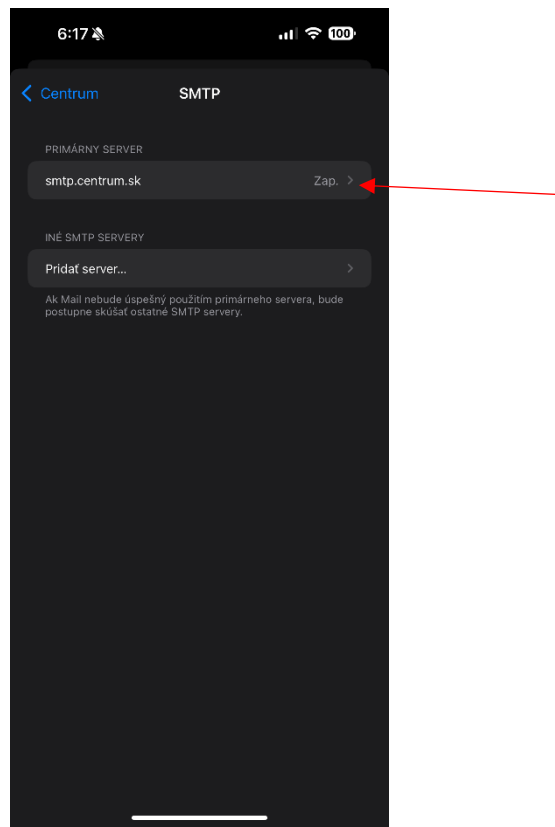 6:17
100
Centrum
SMTP
PRIMÁRNY SERVER
smtp.centrum.sk
Zap.
INÉ SMTP SERVERY
Pridať server...
Ak Mail nebude úspešný použitím primárneho servera, bude
postupne skúšať ostatné SMTP servery.